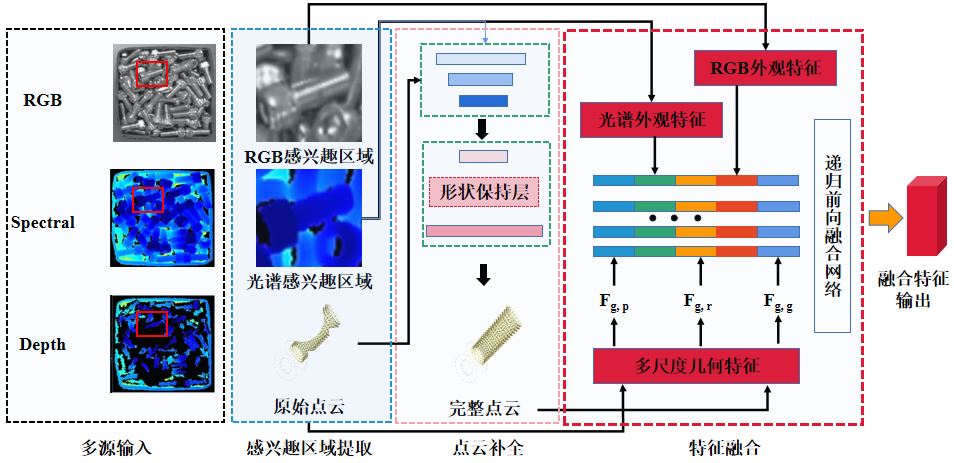 RGB
Spectral
Depth
多源输入
RGB感兴趣区域
光谱感兴趣区域
原始点云
感兴趣区域提取
形状保持层
完整点云
点云补全
RGB外观特征
光谱外观特征
Fg, p
Fg, r
Fg, g
多尺度几何特征
递归前向融合网络
特征融合
融合特征
输出